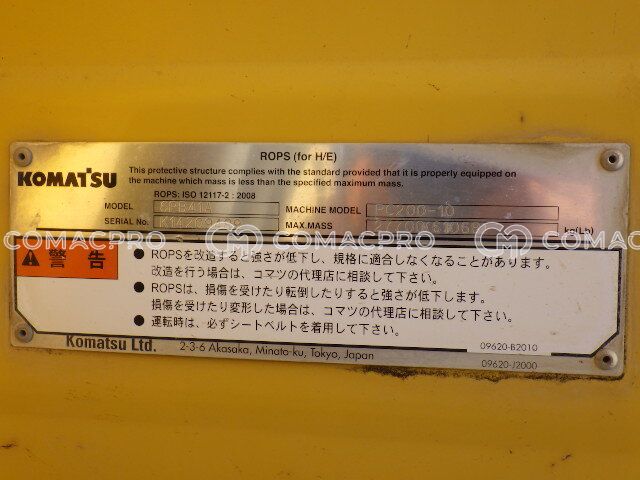 ROPS (for H/E)
KOMATSU
This protective structure complies with the standard provided that it is properly equipped on
the machine which mass is less than the specified maximum mass.
ROPS: ISO 12117-2 : 2008
MODEL
MACHINE MODEL PC200-10
SERIAL No.
MAX.MASS
kg(Lb)
COMACPRO COMACPRO COMACPRO
警告
● ROPSを改造すると強さが低下し、規格に適合しなくなることがあります。
改造を行う場合は、コマツの代理店に相談して下さい。
● ROPSは、損傷を受けたり転倒したりすると強さが低下します。
損傷を受けたり変形した場合は、コマツの代理店に相談して下さい。
● 運転時は、必ずシートベルトを着用して下さい。
Komatsu Ltd. 2-3-6 Akasaka, Minato-ku, Tokyo, Japan
09620-B2010
09620-J2000